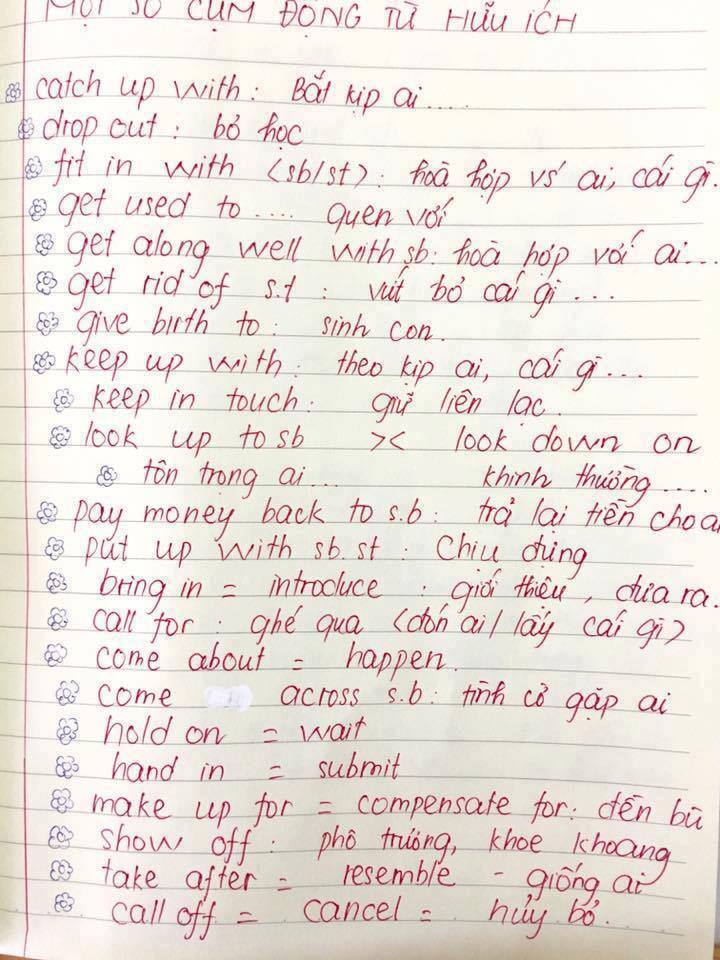 MỘT SỐ CỤM ĐỘNG TỪ HỮU ÍCH
catch up with: Bắt kịp ai....
drop out: bỏ học
fit in with (sb/st): hoà hợp vs ai, cái gì.
get used to .... quen với
get along well with sb: hoà hợp với ai...
get rid of s.t : vứt bỏ cái gì ...
give birth to: sinh con.
keep up with: theo kịp ai, cái gì...
keep in touch: giữ liên lạc.
look up to sb >< look down on
tôn trọng ai... khinh thường ....
pay money back to s.b: trả lại tiền cho a
put up with sb.st : Chịu đựng
bring in = introduce : giới thiệu, đưa ra.
call for : ghé qua (đón ai/ lấy cái gì)
come about = happen.
come across s.b: tình cờ gặp ai
hold on = wait
hand in = submit
make up for = compensate for: đền bù
show off: phô trương, khoe khoang
take after = resemble - giống ai
call off = cancel = hủy bỏ.